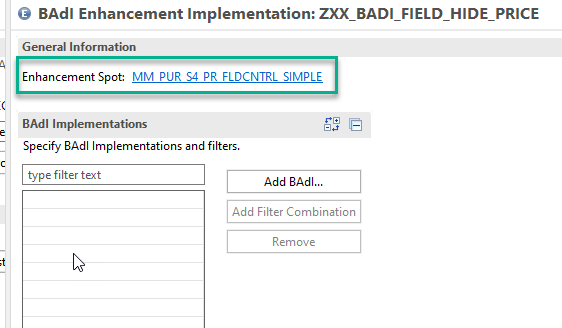 BAdI Enhancement Implementation: ZXX_BADI_FIELD_HIDE_PRICE
General Information
Enhancement Spot: MM_PUR_S4_PR_FLDCNTRL_SIMPLE
BAdI Implementations
Specify BAdI Implementations and filters.
type filter text
Add BAdI...
Add Filter Combination
Remove